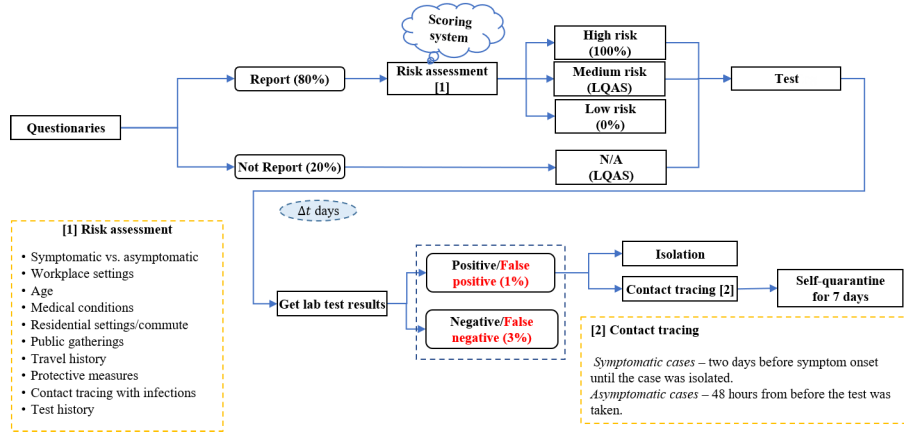 Scoring
system
High risk
(100%)
Report (80%)
Risk assessment
[1]
Medium risk
(LQAS)
Test
Low risk
(0%)
Questionaries
Not Report (20%)
N/A
(LQAS)
Δt days
[1] Risk assessment
• Symptomatic vs. asymptomatic
• Workplace settings
• Age
• Medical conditions
• Residential settings/commute
• Public gatherings
• Travel history
• Protective measures
• Contact tracing with infections
• Test history
Get lab test results
Positive/False
positive (1%)
Negative/False
negative (3%)
Isolation
Contact tracing [2]
Self-quarantine
for 7 days
[2] Contact tracing
Symptomatic cases – two days before symptom onset
until the case was isolated.
Asymptomatic cases – 48 hours from before the test was
taken.